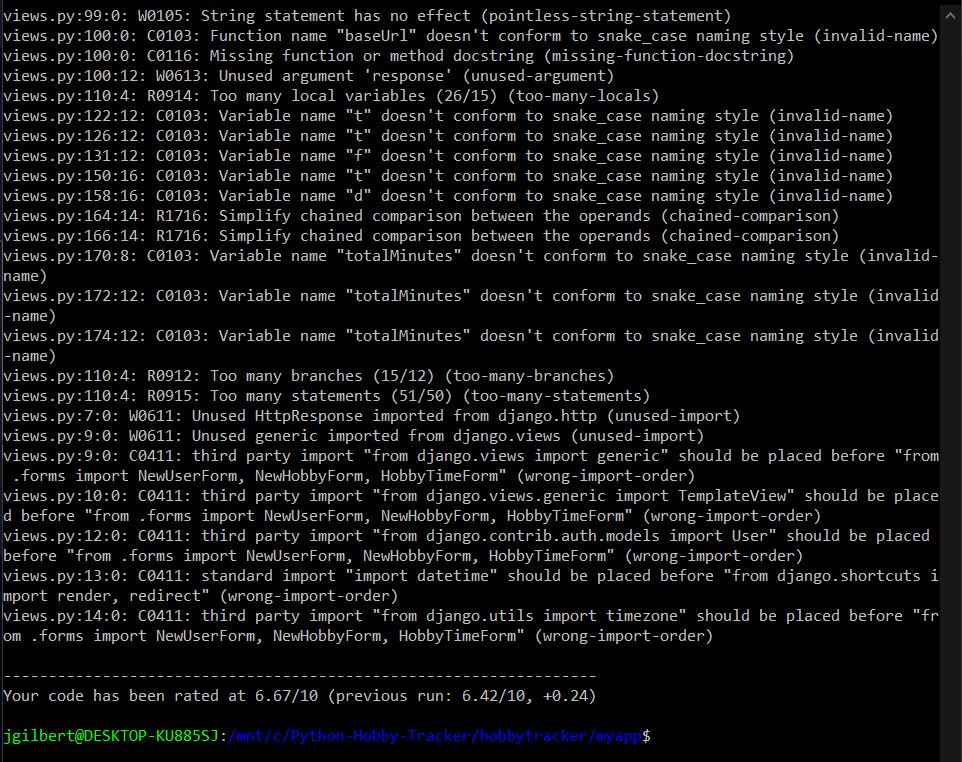 views.py:99:0: W0105: String statement has no effect (pointless-string-statement)
views.py:100:0: C0103: Function name "baseUrl" doesn't conform to snake_case naming style (invalid-name)
views.py:100:0: C0116: Missing function or method docstring (missing-function-docstring)
views.py:100:12: W0613: Unused argument 'response' (unused-argument)
views.py:110:4: R0914: Too many local variables (26/15) (too-many-locals)
views.py:122:12: C0103: Variable name "t" doesn't conform to snake_case naming style (invalid-name)
views.py:126:12: C0103: Variable name "t" doesn't conform to snake_case naming style (invalid-name)
views.py:131:12: C0103: Variable name "f" doesn't conform to snake_case naming style (invalid-name)
views.py:150:16: C0103: Variable name "t" doesn't conform to snake_case naming style (invalid-name)
views.py:158:16: C0103: Variable name "d" doesn't conform to snake_case naming style (invalid-name)
views.py:164:14: R1716: Simplify chained comparison between the operands (chained-comparison)
views.py:166:14: R1716: Simplify chained comparison between the operands (chained-comparison)
views.py:170:8: C0103: Variable name "totalMinutes" doesn't conform to snake_case naming style (invalid-
name)
views.py:172:12: C0103: Variable name "totalMinutes" doesn't conform to snake_case naming style (invalid
-name)
views.py:174:12: C0103: Variable name "totalMinutes" doesn't conform to snake_case naming style (invalid
-name)
views.py:110:4: R0912: Too many branches (15/12) (too-many-branches)
views.py:110:4: R0915: Too many statements (51/50) (too-many-statements)
views.py:7:0: W0611: Unused HttpResponse imported from django.http (unused-import)
views.py:9:0: W0611: Unused generic imported from django.views (unused-import)
views.py:9:0: C0411: third party import "from django.views import generic" should be placed before "from
 .forms import NewUserForm, NewHobbyForm, HobbyTimeForm" (wrong-import-order)
views.py:10:0: C0411: third party import "from django.views.generic import TemplateView" should be place
d before "from .forms import NewUserForm, NewHobbyForm, HobbyTimeForm" (wrong-import-order)
views.py:12:0: C0411: third party import "from django.contrib.auth.models import User" should be placed
before "from .forms import NewUserForm, NewHobbyForm, HobbyTimeForm" (wrong-import-order)
views.py:13:0: C0411: standard import "import datetime" should be placed before "from django.shortcuts i
mport render, redirect" (wrong-import-order)
views.py:14:0: C0411: third party import "from django.utils import timezone" should be placed before "fr
om .forms import NewUserForm, NewHobbyForm, HobbyTimeForm" (wrong-import-order)
------------------------------------------------------------------
Your code has been rated at 6.67/10 (previous run: 6.42/10, +0.24)
jgilbert@DESKTOP-KU885SJ:/mnt/c/Python-Hobby-Tracker/hobbytracker/myapp$